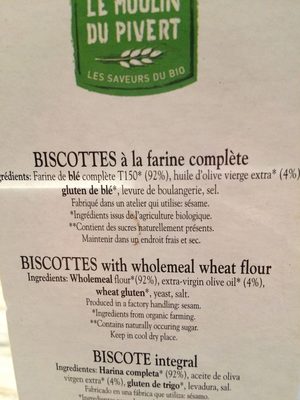 LE MOULIN
DU PIVERT
LES SAVEURS DU BIO
BISCOTTES à la farine complète
Ingrédients: Farine de blé complète T150* (92%), huile d'olive vierge extra* (4%)
gluten de blé*, levure de boulangerie, sel.
Fabriqué dans un atelier qui utilise: sésame.
*Ingrédients issus de l'agriculture biologique.
**Contient des sucres naturellement présents.
Maintenir dans un endroit frais et sec.
BISCOTTES with wholemeal wheat flour
Ingredients: Wholemeal flour*(92%), extra-virgin olive oil* (4%),
wheat gluten*, yeast, salt.
Produced in a factory handling: sesam.
*Ingredients from organic farming.
**Contains naturally occuring sugar.
Keep in cool dry place.
BISCOTE integral
Ingredientes: Harina completa* (92%), aceite de oliva
virgen extra* (4%), gluten de trigo*, levadura, sal.
Fabricado en una fábrica que utiliza: sésamo.